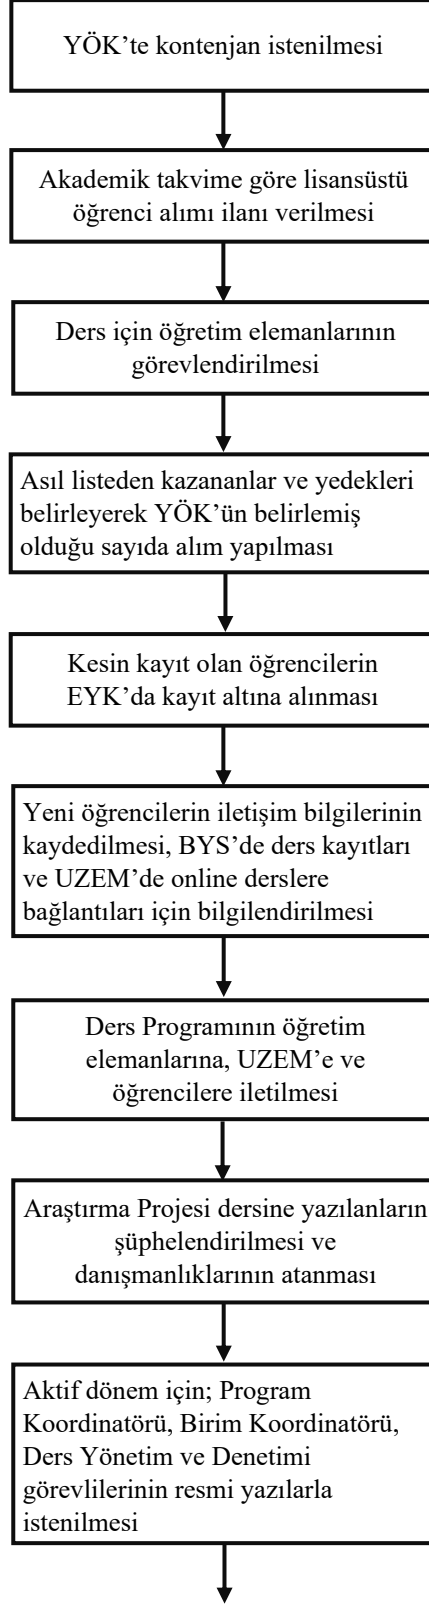 YÖK’te kontenjan istenilmesi
Akademik takvime göre lisansüstü
öğrenci alımı ilanı verilmesi
Ders için öğretim elemanlarının
görevlendirilmesi
Asıl listeden kazananlar ve yedekleri
belirleyerek YÖK’ün belirlemiş
olduğu sayıda alım yapılması
Kesin kayıt olan öğrencilerin
EYK’da kayıt altına alınması
Yeni öğrencilerin iletişim bilgilerinin
kaydedilmesi, BYS’de ders kayıtları
ve UZEM’de online derslere
bağlantıları için bilgilendirilmesi
Ders Programının öğretim
elemanlarına, UZEM’e ve
öğrencilere iletilmesi
Araştırma Projesi dersine yazılanların
şüphelendirilmesi ve
danışmanlıklarının atanması
Aktif dönem için; Program
Koordinatörü, Birim Koordinatörü,
Ders Yönetim ve Denetimi
görevlilerinin resmi yazılarla
istenilmesi